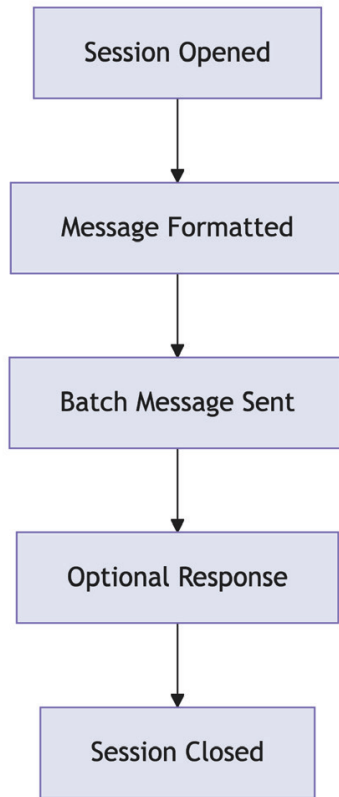 Session Opened
Message Formatted
Batch Message Sent
Optional Response
Session Closed